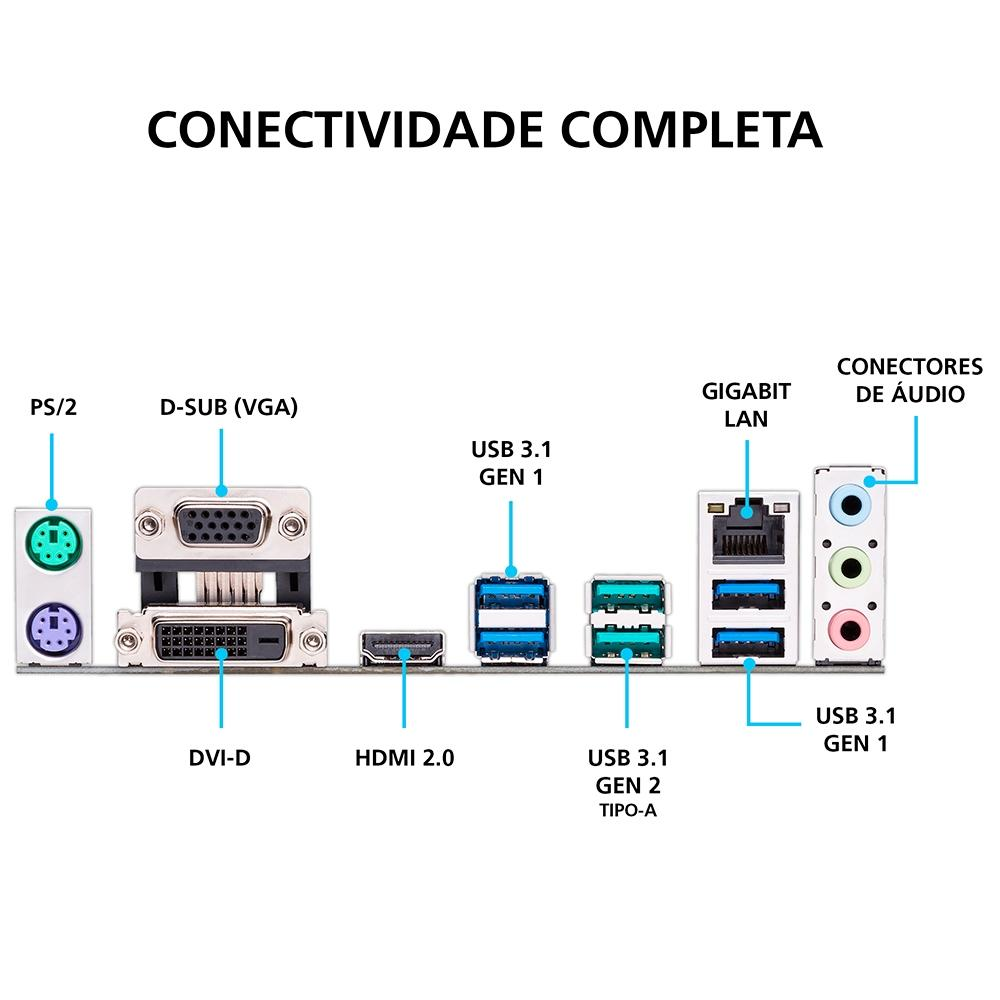 CONECTIVIDADE COMPLETA
PS/2
D-SUB (VGA)
USB 3.1
GEN 1
GIGABIT
LAN
CONECTORES
DE ÁUDIO
DVI-D
HDMI 2.0
USB 3.1
GEN 2
TIPO-A
USB 3.1
GEN 1